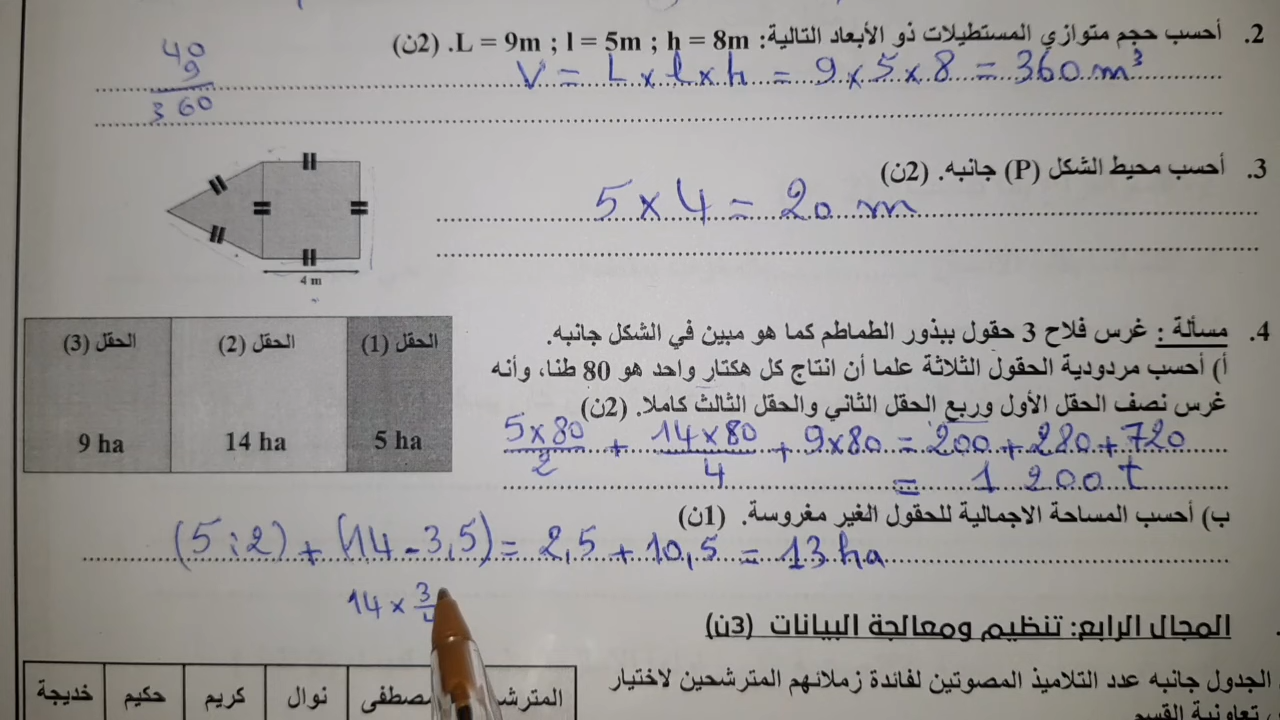 2. أحسب حجم متوازي المستطيلات ذو الأبعاد التالية: L = 9m ; l = 5m ; h = 8m. (2ن)
V = L x l x h = 9 x 5 x 8 = 360 m³
40
9
360
3. أحسب محيط الشكل (P) جانبه. (2ن)
5 x 4 = 20 m
4 m
4. مسألة : غرس فلاح 3 حقول ببذور الطماطم كما هو مبين في الشكل جانبه.
أ) أحسب مردودية الحقول الثلاثة علما أن انتاج كل هكتار واحد هو 80 طنا، وأنه
غرس نصف الحقل الأول وربع الحقل الثاني والحقل الثالث كاملا. (2ن)
5x80/2 + 14x80/4 + 9x80 = 200 + 280 + 720
= 1 200 t
الحقل (1) الحقل (2) الحقل (3)
5 ha 14 ha 9 ha
ب) أحسب المساحة الاجمالية للحقول الغير مغروسة. (1ن)
(5:2) + (14-3,5) = 2,5 + 10,5 = 13 ha
14 x 3/4
المجال الرابع: تنظيم ومعالجة البيانات (3ن)
الجدول جانبه عدد التلاميذ المصوتين لفائدة زملائهم المترشحين لاختيار
تعاونية القسم
نوال كريم حكيم خديجة